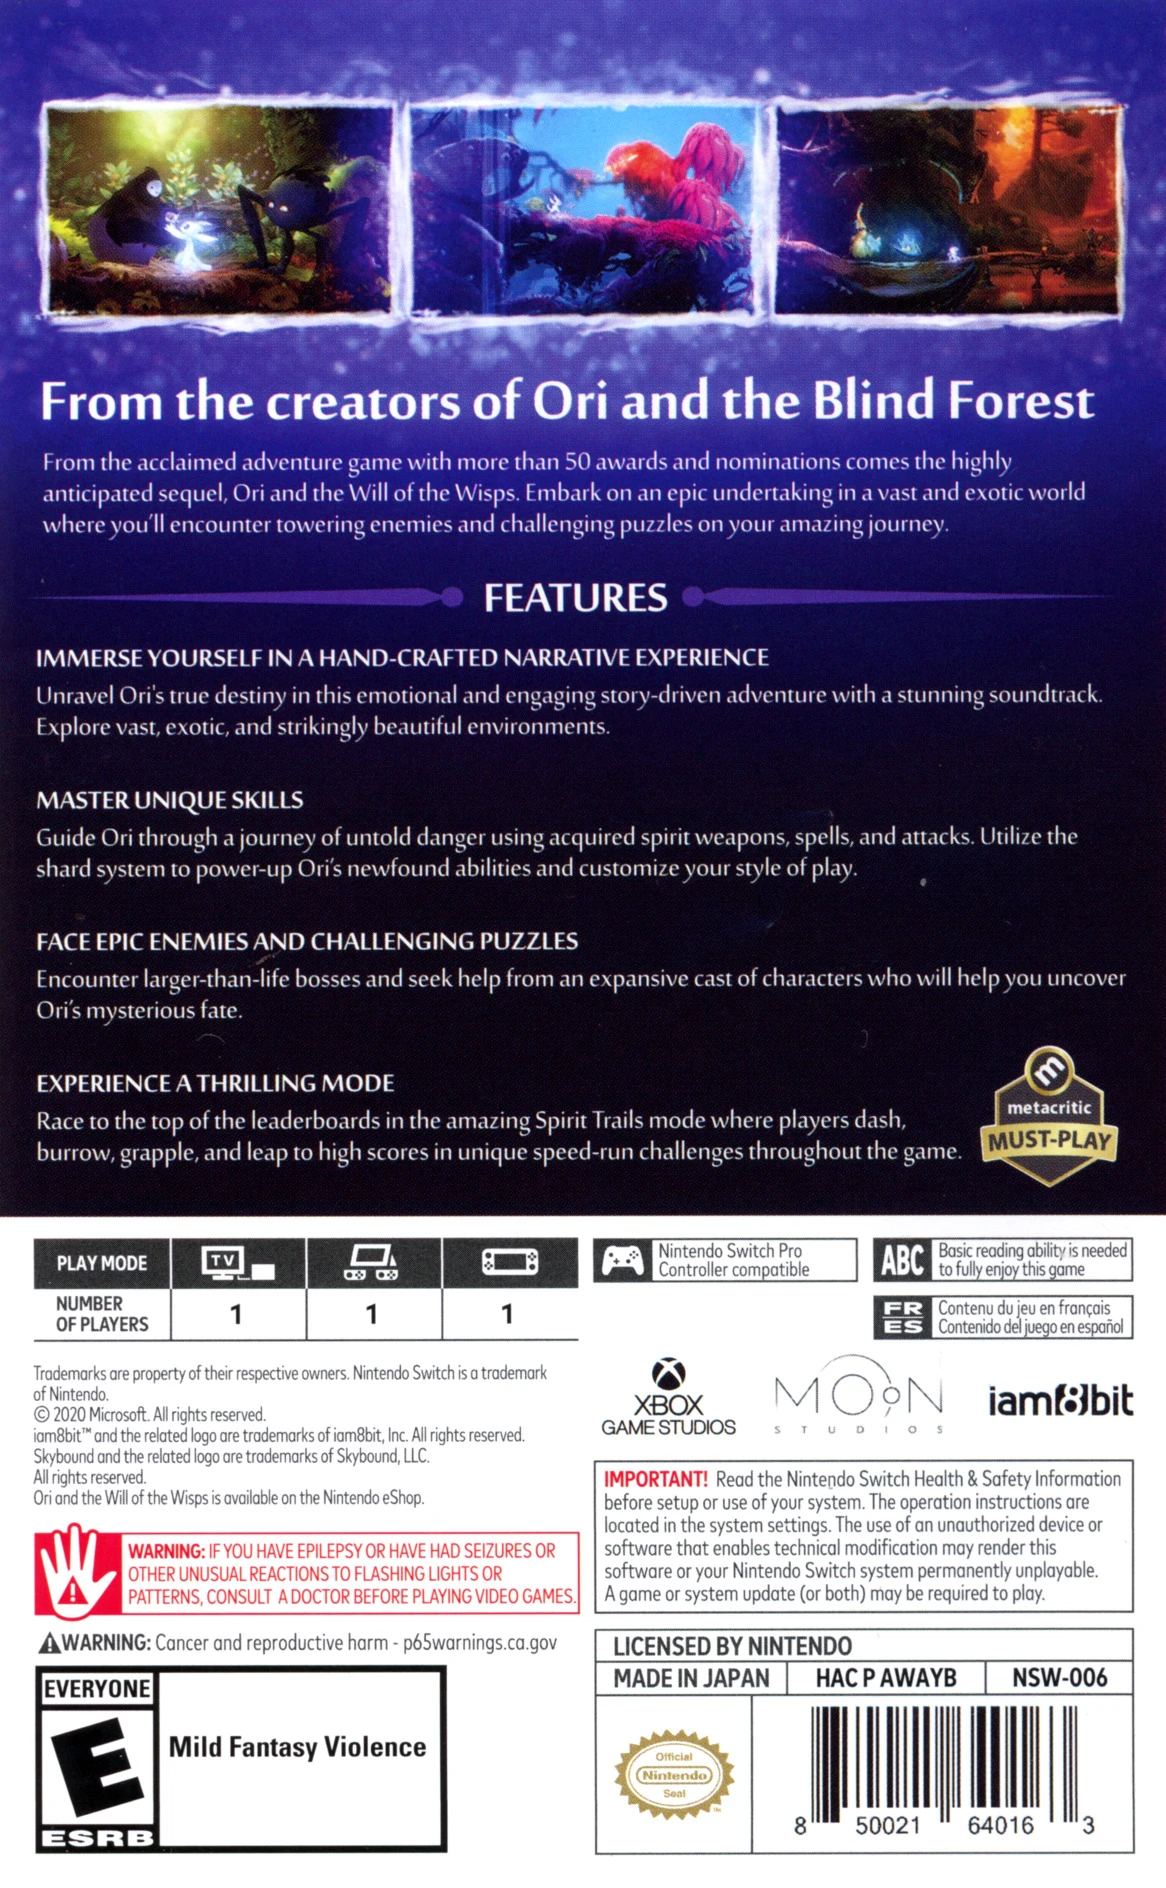 From the creators of Ori and the Blind Forest
From the acclaimed adventure game with more than 50 awards and nominations comes the highly
anticipated sequel, Ori and the Will of the Wisps. Embark on an epic undertaking in a vast and exotic world
where you'll encounter towering enemies and challenging puzzles on your amazing journey.
FEATURES
IMMERSE YOURSELF IN A HAND-CRAFTED NARRATIVE EXPERIENCE
Unravel Ori's true destiny in this emotional and engaging story-driven adventure with a stunning soundtrack.
Explore vast, exotic, and strikingly beautiful environments.
MASTER UNIQUE SKILLS
Guide Ori through a journey of untold danger using acquired spirit weapons, spells, and attacks. Utilize the
shard system to power-up Ori's newfound abilities and customize your style of play.
FACE EPIC ENEMIES AND CHALLENGING PUZZLES
Encounter larger-than-life bosses and seek help from an expansive cast of characters who will help you uncover
Ori's mysterious fate.
EXPERIENCE A THRILLING MODE
Race to the top of the leaderboards in the amazing Spirit Trails mode where players dash,
burrow, grapple, and leap to high scores in unique speed-run challenges throughout the game.
m
metacritic
MUST-PLAY
PLAY MODE
TV
NUMBER
OF PLAYERS
1 1 1
Nintendo Switch Pro
Controller compatible
ABC
Basic reading ability is needed
to fully enjoy this game
FR
ES
Contenu du jeu en français
Contenido del juego en español
Trademarks are property of their respective owners. Nintendo Switch is a trademark
of Nintendo.
© 2020 Microsoft. All rights reserved.
iam8bit™ and the related logo are trademarks of iam8bit, Inc. All rights reserved.
Skybound and the related logo are trademarks of Skybound, LLC.
All rights reserved.
Ori and the Will of the Wisps is available on the Nintendo eShop.
XBOX
GAME STUDIOS
MOON
STUDIOS
iam8bit
WARNING: IF YOU HAVE EPILEPSY OR HAVE HAD SEIZURES OR
OTHER UNUSUAL REACTIONS TO FLASHING LIGHTS OR
PATTERNS, CONSULT A DOCTOR BEFORE PLAYING VIDEO GAMES.
IMPORTANT! Read the Nintendo Switch Health & Safety Information
before setup or use of your system. The operation instructions are
located in the system settings. The use of an unauthorized device or
software that enables technical modification may render this
software or your Nintendo Switch system permanently unplayable.
A game or system update (or both) may be required to play.
WARNING: Cancer and reproductive harm - p65warnings.ca.gov
EVERYONE
E
ESRB
Mild Fantasy Violence
LICENSED BY NINTENDO
MADE IN JAPAN
HAC P AWAYB
NSW-006
Official
Nintendo
Seal
™
8 50021 64016 3